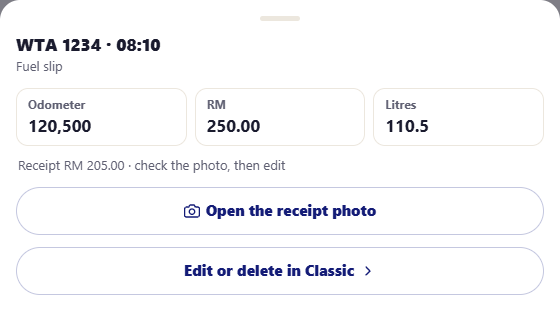 WTA 1234 · 08:10
Fuel slip
Odometer RM Litres
120,500 250.00 110.5
Receipt RM 205.00 · check the photo, then edit
Open the receipt photo
Edit or delete in Classic